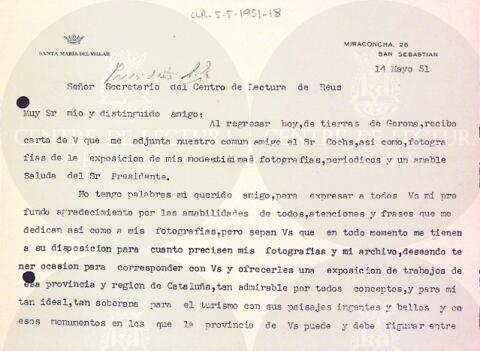 CLR-5-5-1951-18
SANTA MARÍA DEL VILLAR
MIRACONCHA, 26
SAN SEBASTIAN
14 Mayo 51
Señor Secretario del Centro de Lectura de Reus
Muy Sr mio y distinguido amigo:
Al regresar hoy,de tierras de Gerona,recibo
carta de V que me adjunta nuestro comun amigo el Sr Cochs,asi como,fotogra
fias de la exposicion de mis modestisimas fotografias,periodicos y un amable
Saluda del Sr Presidente.
No tengo palabras mi querido amigo,para expresar a todos Vs mi pro
fundo agradecimiento por las amabilidades de todos,atenciones y frases que me
dedican asi como a mis fotografias,pero sepan Vs que en todo momento me tienen
a su disposicion para cuanto precisen mis fotografias y mi archivo,deseando te
ner ocasion para corresponder con Vs y ofrecerles una exposicion de trabajos de
esa provincia y region de Cataluña,tan admirable por todos conceptos,y para mi
tan ideal,tan soberana para el turismo con sus paisajes ingentes y bellos y co
esos monumentos en los que la provincia de Vs puede y debe figurar entre